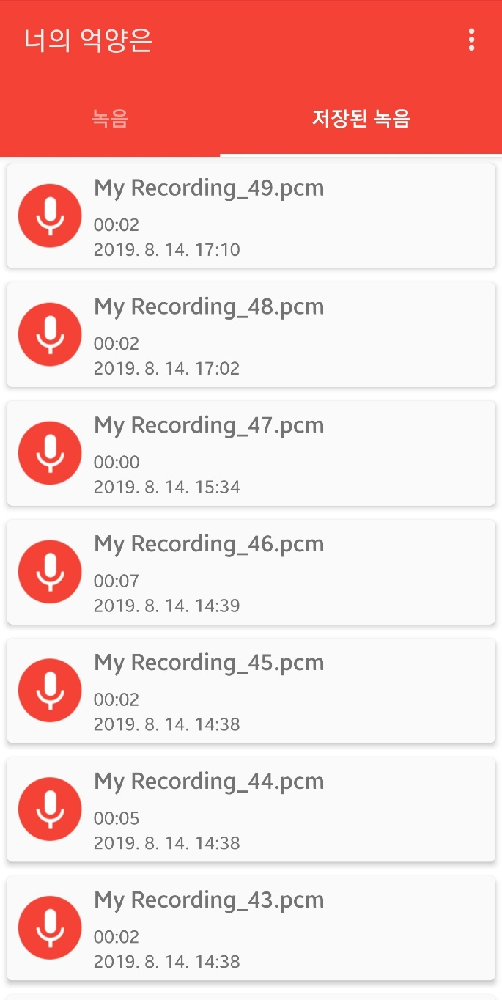 너의 억양은
녹음
저장된 녹음
My Recording_49.pcm
00:02
2019. 8. 14. 17:10
My Recording_48.pcm
00:02
2019. 8. 14. 17:02
My Recording_47.pcm
00:00
2019. 8. 14. 15:34
My Recording_46.pcm
00:07
2019. 8. 14. 14:39
My Recording_45.pcm
00:02
2019. 8. 14. 14:38
My Recording_44.pcm
00:05
2019. 8. 14. 14:38
My Recording_43.pcm
00:02
2019. 8. 14. 14:38